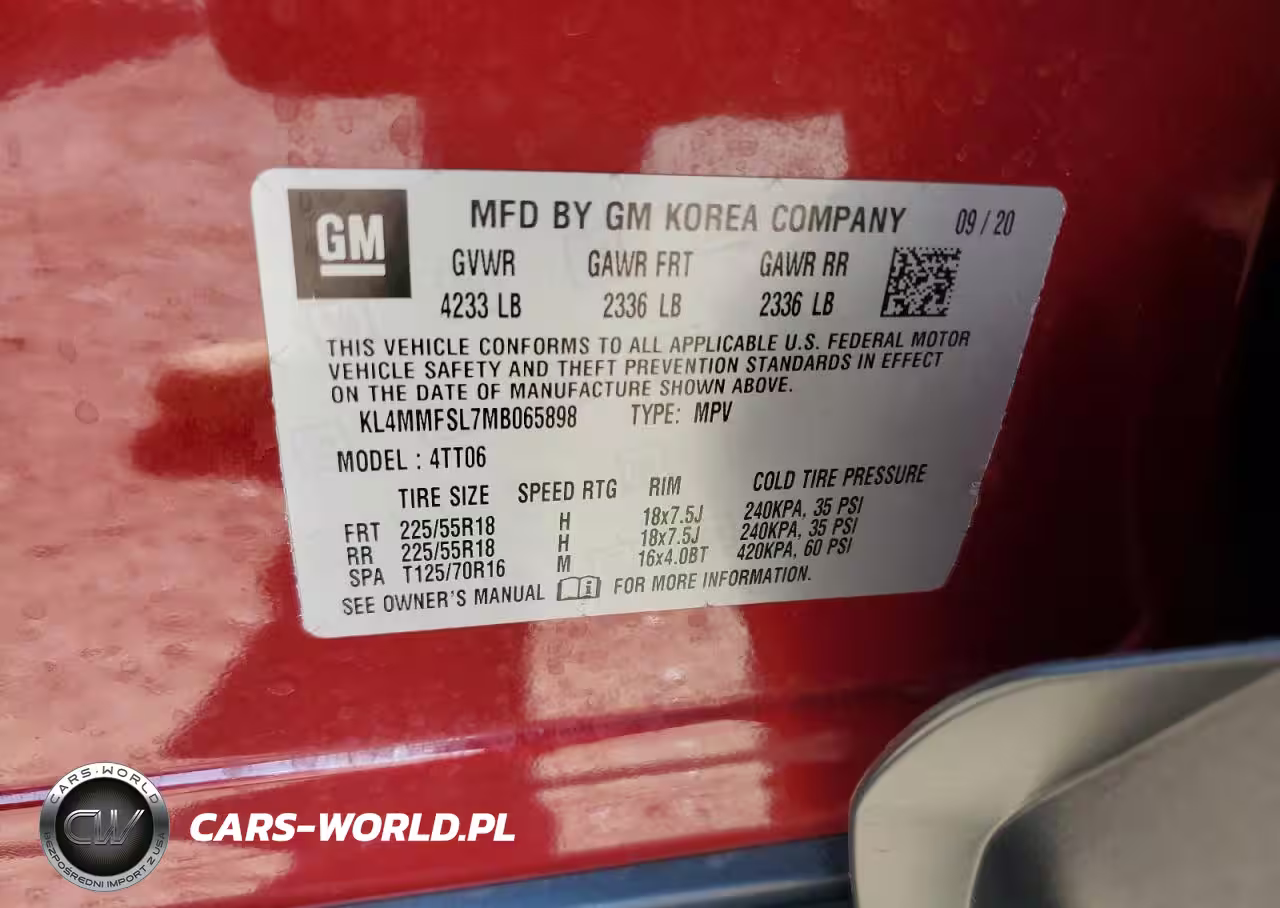 GM
MFD BY GM KOREA COMPANY 09 / 20
GVWR GAWR FRT GAWR RR
4233 LB 2336 LB 2336 LB
THIS VEHICLE CONFORMS TO ALL APPLICABLE U.S. FEDERAL MOTOR
VEHICLE SAFETY AND THEFT PREVENTION STANDARDS IN EFFECT
ON THE DATE OF MANUFACTURE SHOWN ABOVE.
KL4MMFSL7MB065898 TYPE: MPV
MODEL : 4TT06
TIRE SIZE SPEED RTG RIM COLD TIRE PRESSURE
FRT 225/55R18 H 18x7.5J 240KPA, 35 PSI
RR 225/55R18 H 18x7.5J 240KPA, 35 PSI
SPA T125/70R16 M 16x4.0BT 420KPA, 60 PSI
SEE OWNER'S MANUAL i FOR MORE INFORMATION.
CARS-WORLD
CW
BEZPOŚREDNI IMPORT Z USA
CARS-WORLD.PL